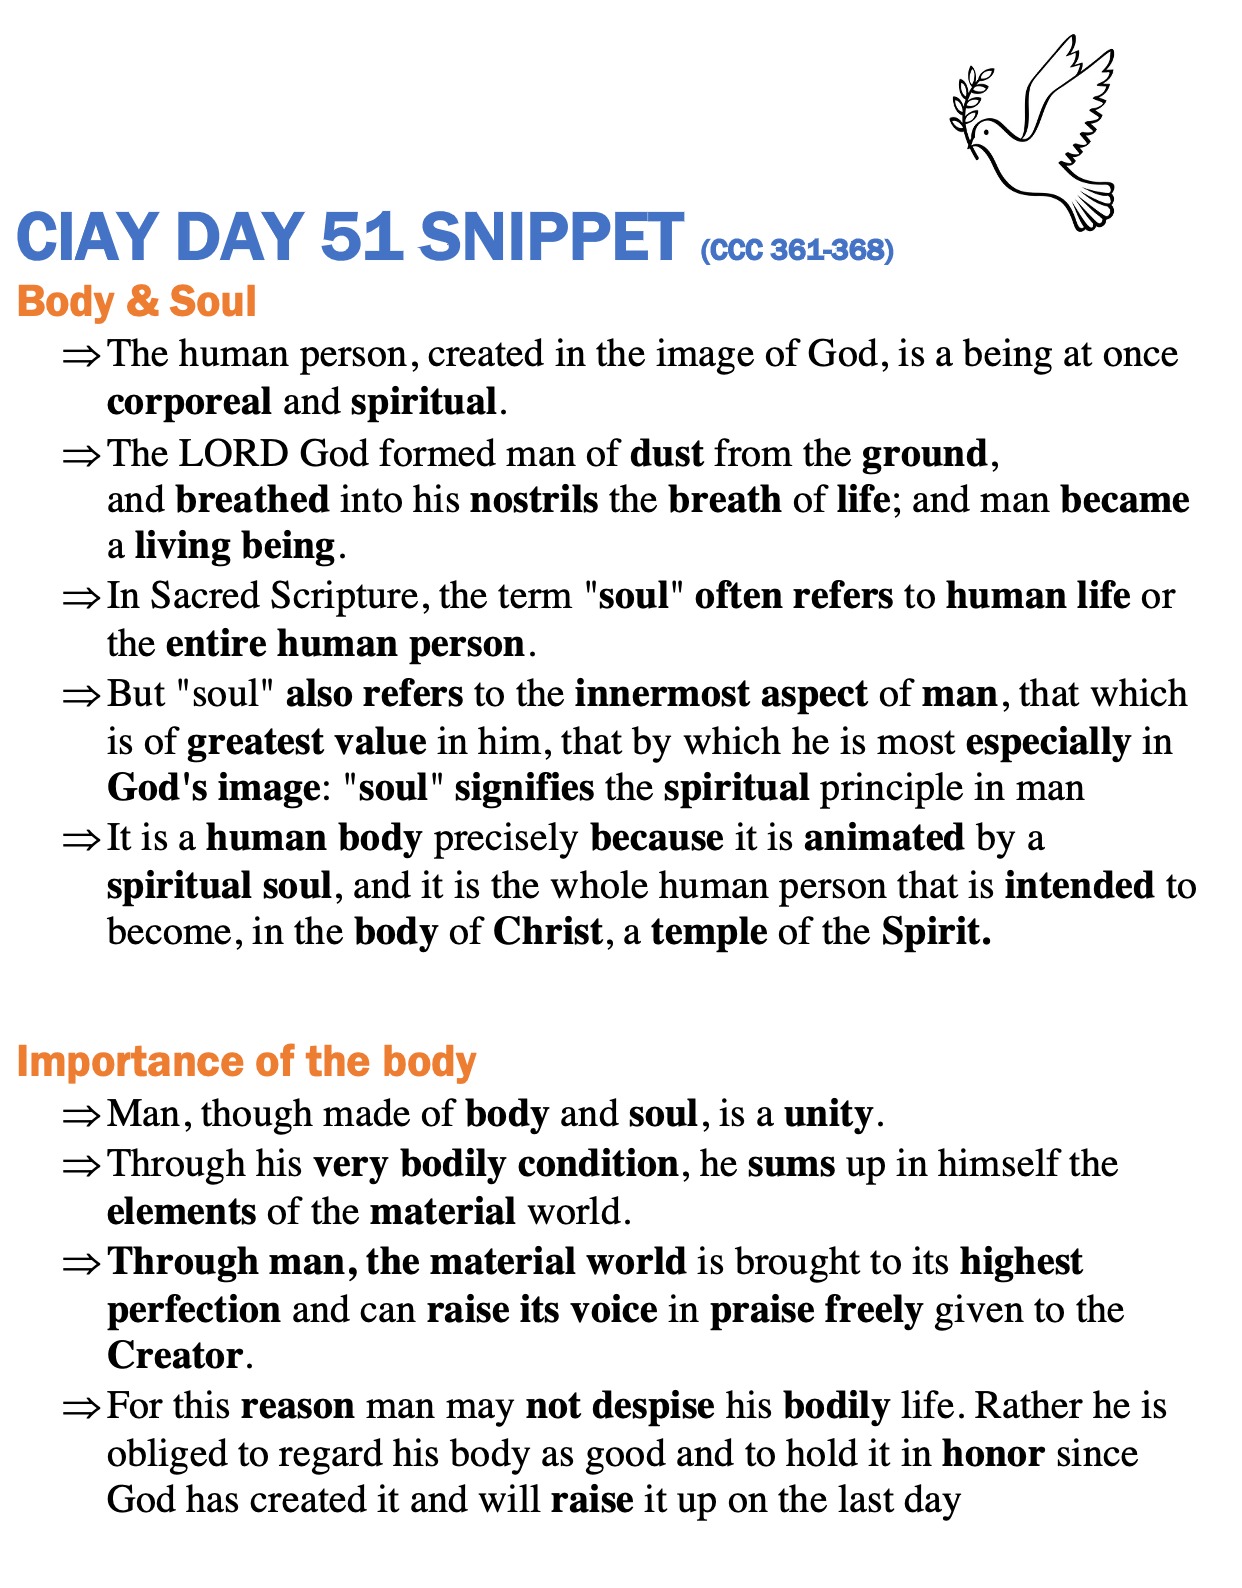 CIAY DAY 51 SNIPPET (CCC 361-368)
Body & Soul
⇒ The human person, created in the image of God, is a being at once
corporeal and spiritual.
⇒ The LORD God formed man of dust from the ground,
and breathed into his nostrils the breath of life; and man became
a living being.
⇒ In Sacred Scripture, the term "soul" often refers to human life or
the entire human person.
⇒ But "soul" also refers to the innermost aspect of man, that which
is of greatest value in him, that by which he is most especially in
God's image: "soul" signifies the spiritual principle in man
⇒ It is a human body precisely because it is animated by a
spiritual soul, and it is the whole human person that is intended to
become, in the body of Christ, a temple of the Spirit.
Importance of the body
⇒ Man, though made of body and soul, is a unity.
⇒ Through his very bodily condition, he sums up in himself the
elements of the material world.
⇒ Through man, the material world is brought to its highest
perfection and can raise its voice in praise freely given to the
Creator.
⇒ For this reason man may not despise his bodily life. Rather he is
obliged to regard his body as good and to hold it in honor since
God has created it and will raise it up on the last day